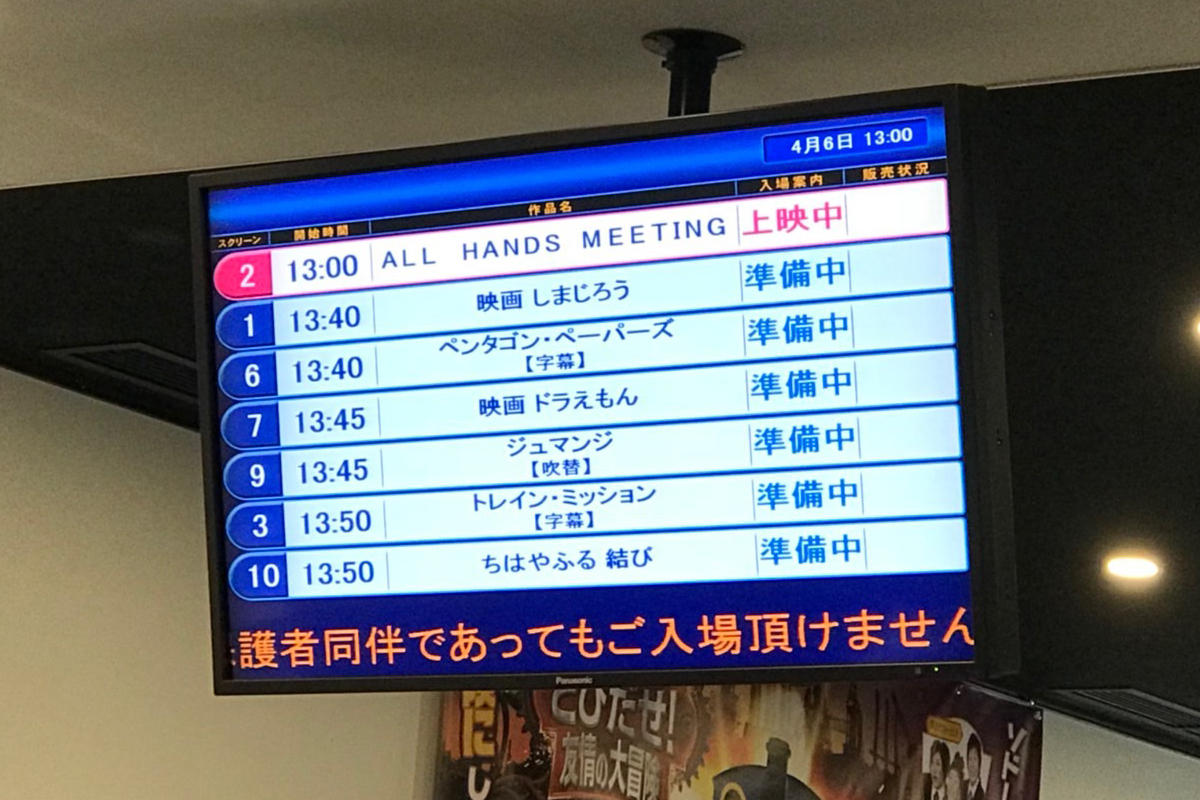 4月6日 13:00
スクリーン 開始時間 作品名 入場案内 販売状況
2 13:00 ALL HANDS MEETING 上映中
1 13:40 映画 しまじろう 準備中
6 13:40 ペンタゴン・ペーパーズ 準備中
【字幕】
7 13:45 映画 ドラえもん 準備中
9 13:45 ジュマンジ 準備中
【吹替】
3 13:50 トレイン・ミッション 準備中
【字幕】
10 13:50 ちはやふる 結び 準備中
護者同伴であってもご入場頂けません
Panasonic
とびだせ!
友情の大冒険